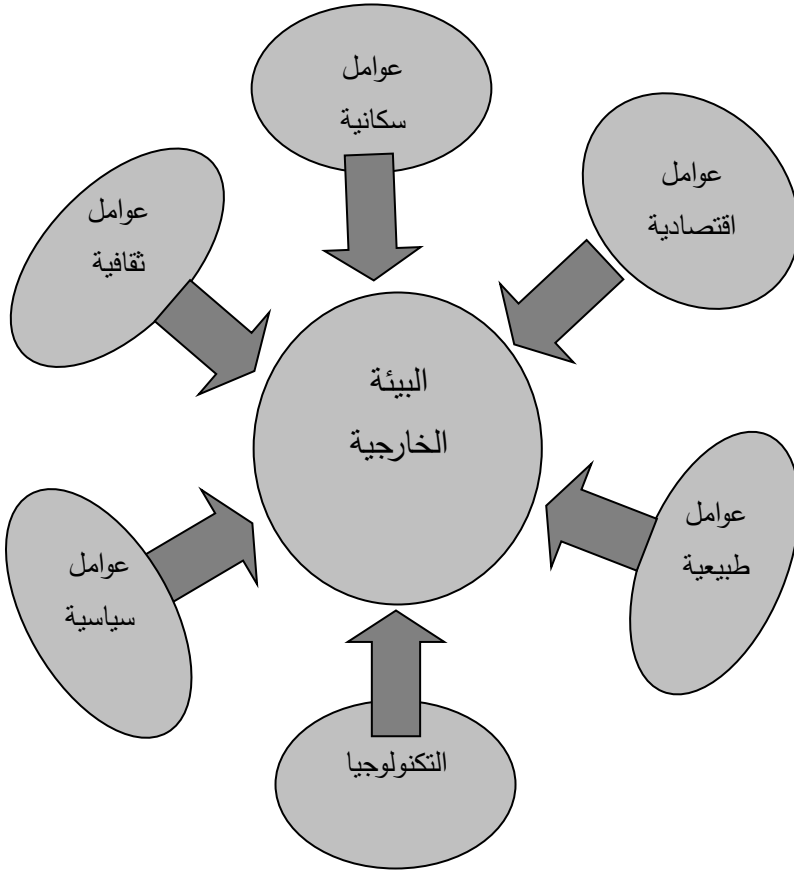 عوامل
سكانية
عوامل
اقتصادية
عوامل
ثقافية
البيئة
الخارجية
عوامل
طبيعية
عوامل
سياسية
التكنولوجيا